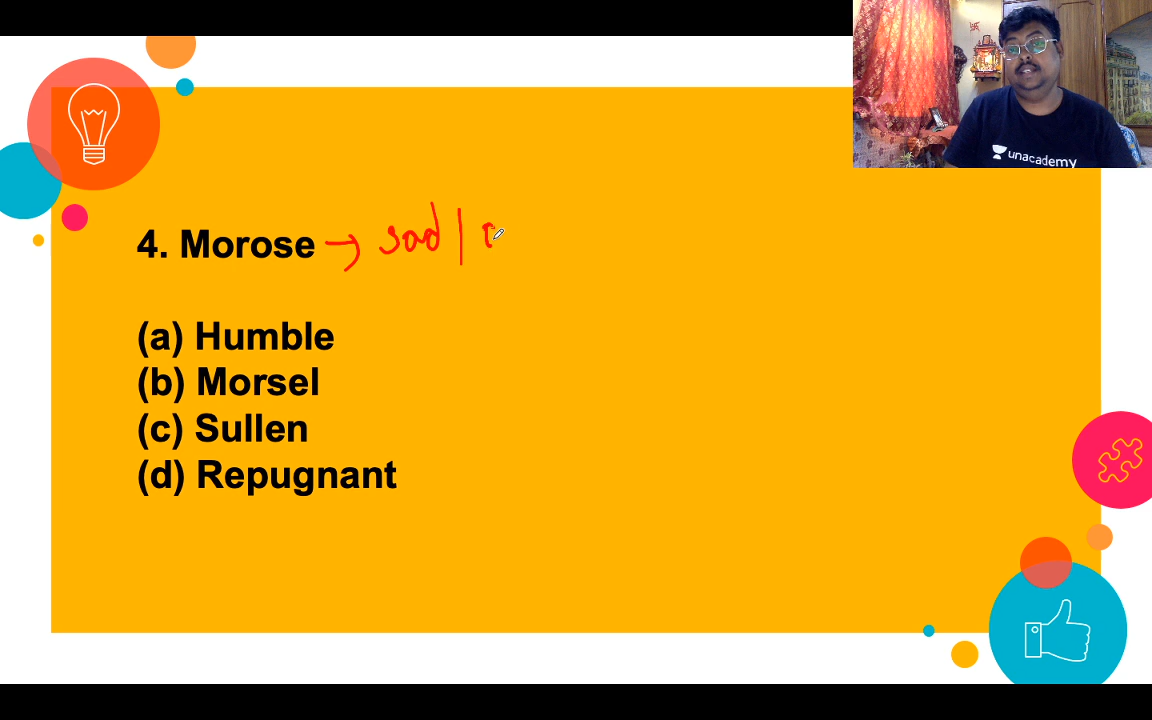 unacademy
4. Morose → sad |
(a) Humble
(b) Morsel
(c) Sullen
(d) Repugnant